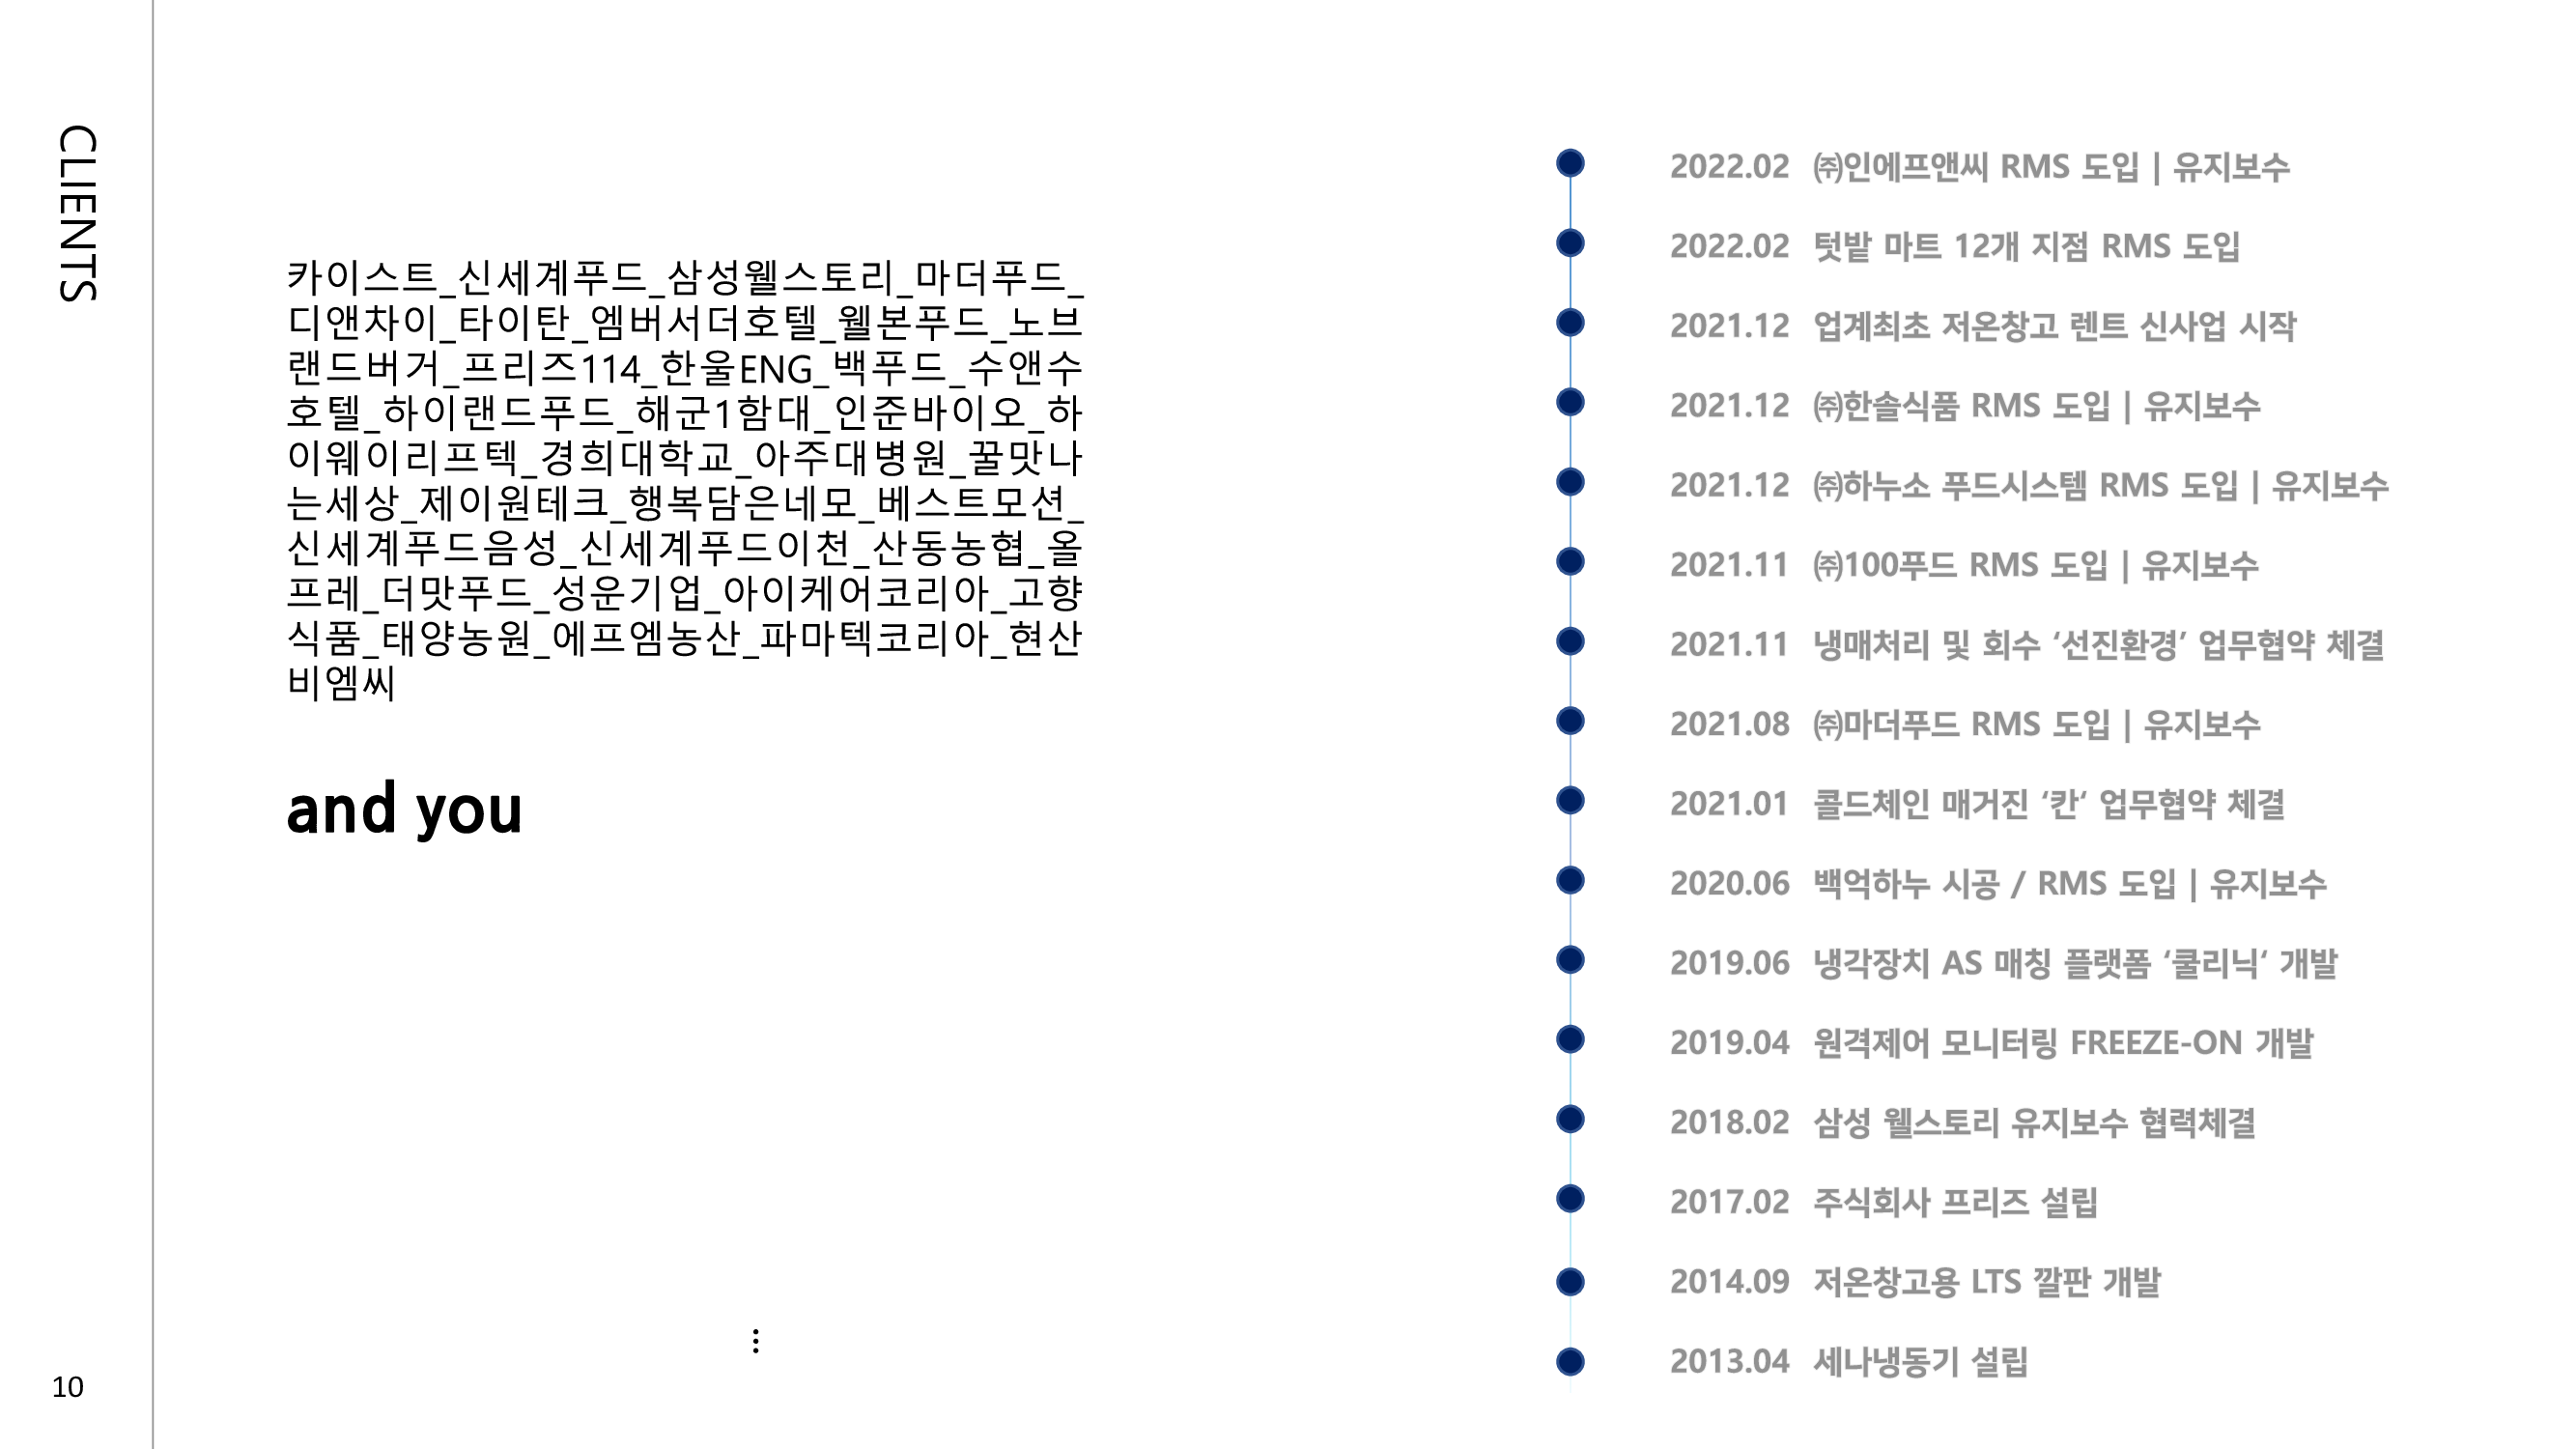 CLIENTS
카이스트_신세계푸드_삼성웰스토리_마더푸드_
디앤차이_타이탄_엠버서더호텔_웰본푸드_노브
랜드버거_프리즈114_한울ENG_백푸드_수앤수
호텔_하이랜드푸드_해군1함대_인준바이오_하
이웨이리프텍_경희대학교_아주대병원_꿀맛나
는세상_제이원테크_행복담은네모_베스트모션_
신세계푸드음성_신세계푸드이천_산동농협_올
프레_더맛푸드_성운기업_아이케어코리아_고향
식품_태양농원_에프엠농산_파마텍코리아_현산
비엠씨
and you
⋮
10
2022.02 ㈜인에프앤씨 RMS 도입 | 유지보수
2022.02 텃밭 마트 12개 지점 RMS 도입
2021.12 업계최초 저온창고 렌트 신사업 시작
2021.12 ㈜한솔식품 RMS 도입 | 유지보수
2021.12 ㈜하누소 푸드시스템 RMS 도입 | 유지보수
2021.11 ㈜100푸드 RMS 도입 | 유지보수
2021.11 냉매처리 및 회수 ‘선진환경’ 업무협약 체결
2021.08 ㈜마더푸드 RMS 도입 | 유지보수
2021.01 콜드체인 매거진 ‘칸‘ 업무협약 체결
2020.06 백억하누 시공 / RMS 도입 | 유지보수
2019.06 냉각장치 AS 매칭 플랫폼 ‘쿨리닉‘ 개발
2019.04 원격제어 모니터링 FREEZE-ON 개발
2018.02 삼성 웰스토리 유지보수 협력체결
2017.02 주식회사 프리즈 설립
2014.09 저온창고용 LTS 깔판 개발
2013.04 세나냉동기 설립